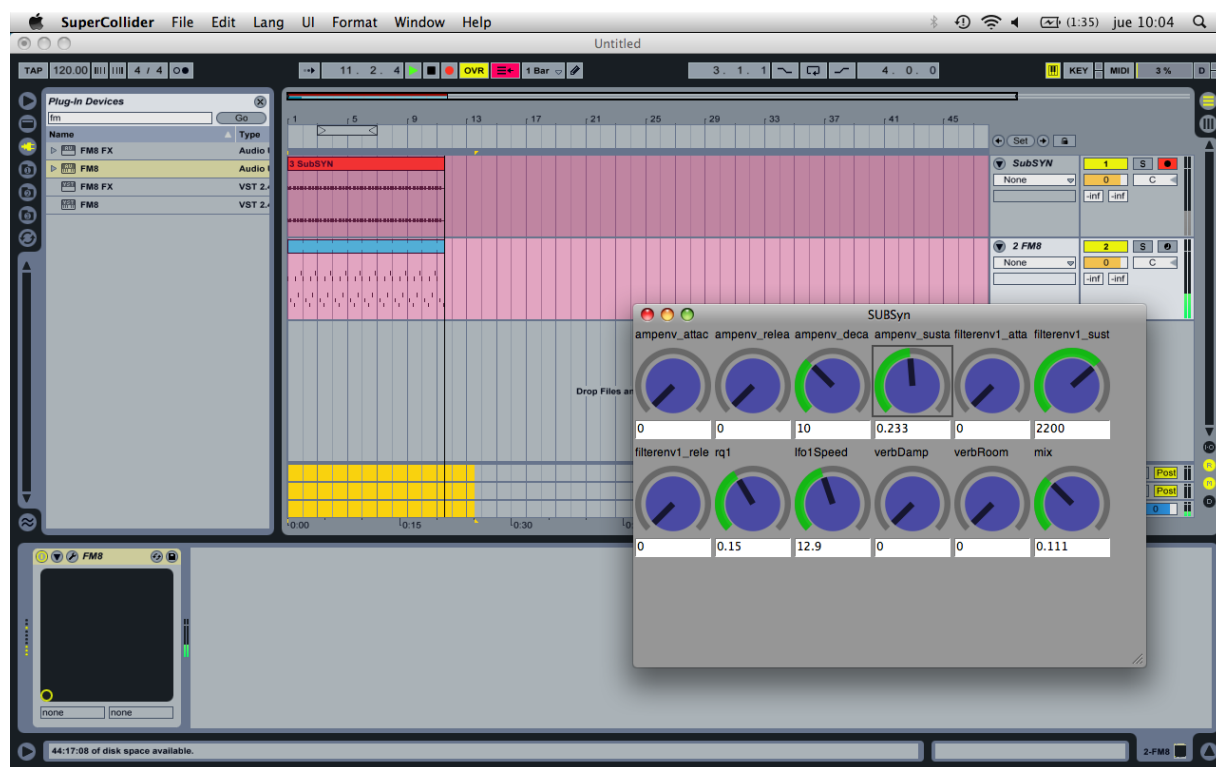 SuperCollider File Edit Lang UI Format Window Help (1:35) jue 10:04
Untitled
TAP 120.00 4 / 4 11. 2. 4 OVR 1 Bar 3. 1. 1 4. 0. 0 KEY MIDI 3 % D
Plug-In Devices
fm Go
Name Type
FM8 FX Audio
FM8 Audio
FM8 FX VST 2.
FM8 VST 2.
1 5 9 13 17 21 25 29 33 37 41 45
Set
3 SubSYN
SubSYN 1 S
None 0 C
-inf -inf
2 FM8 2 S
None 0 C
-inf -inf
Drop Files an
SUBSyn
ampenv_attac ampenv_relea ampenv_deca ampenv_susta filterenv1_atta filterenv1_sust
0 0 10 0.233 0 2200
filterenv1_rele rq1 lfo1Speed verbDamp verbRoom mix
0 0.15 12.9 0 0 0.111
I·O
R
M
D
Post
Post
0
0:00 0:15 0:30
FM8
none none
44:17:08 of disk space available.
2-FM8